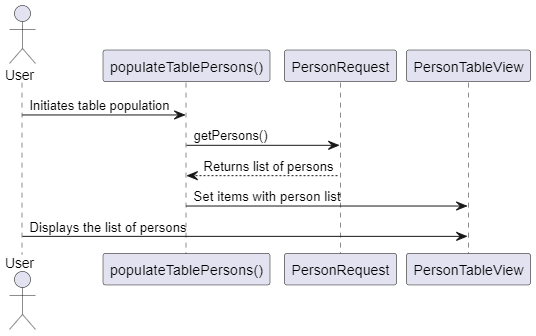 User
populateTablePersons()
PersonRequest
PersonTableView
Initiates table population
getPersons()
Returns list of persons
Set items with person list
Displays the list of persons
User
populateTablePersons()
PersonRequest
PersonTableView